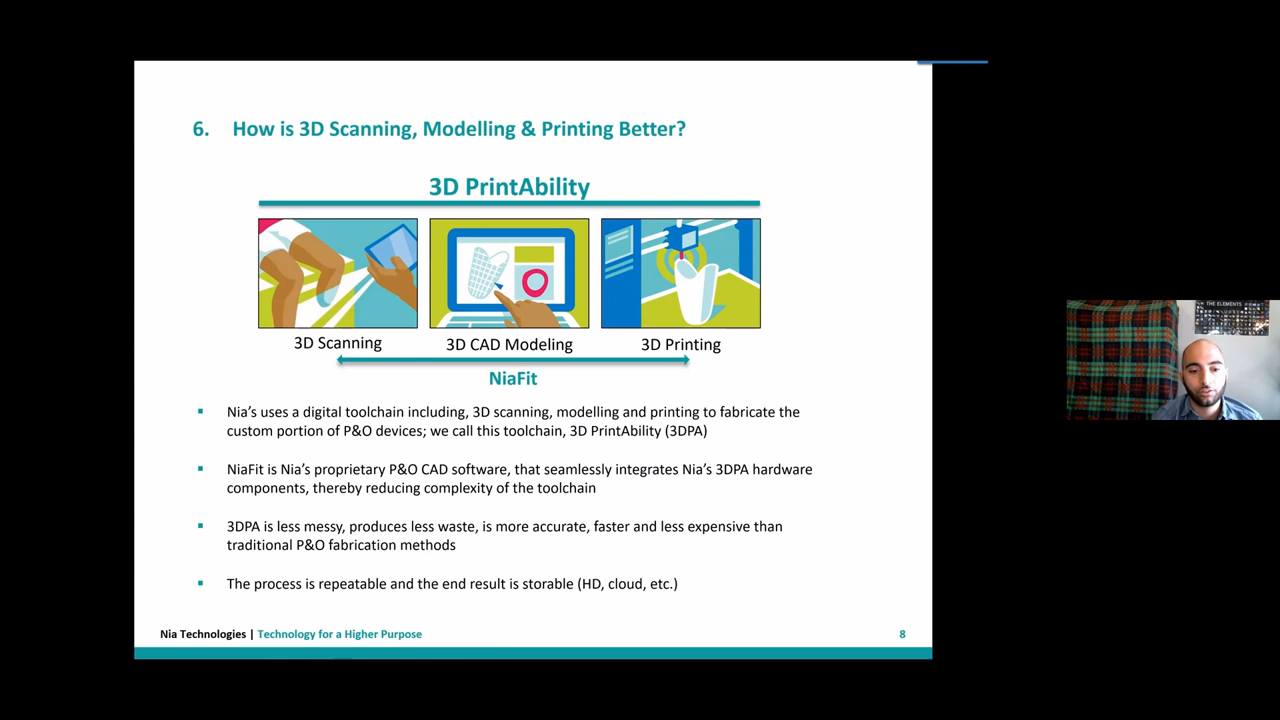 6. How is 3D Scanning, Modelling & Printing Better?
3D PrintAbility
3D Scanning
3D CAD Modeling
3D Printing
NiaFit
▪ Nia's uses a digital toolchain including, 3D scanning, modelling and printing to fabricate the
custom portion of P&O devices; we call this toolchain, 3D PrintAbility (3DPA)
▪ NiaFit is Nia's proprietary P&O CAD software, that seamlessly integrates Nia's 3DPA hardware
components, thereby reducing complexity of the toolchain
▪ 3DPA is less messy, produces less waste, is more accurate, faster and less expensive than
traditional P&O fabrication methods
▪ The process is repeatable and the end result is storable (HD, cloud, etc.)
Nia Technologies | Technology for a Higher Purpose
8
THE ELEMENTS